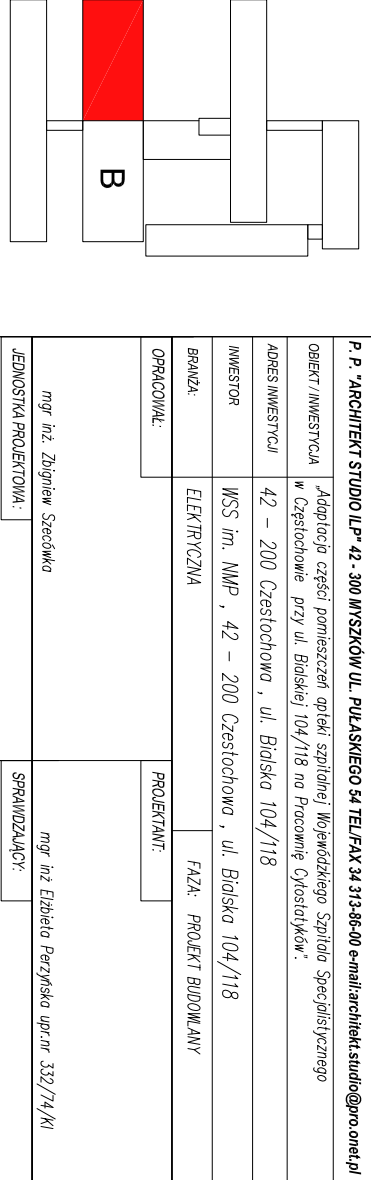 B
P. P. "ARCHITEKT STUDIO ILP" 42 - 300 MYSZKÓW UL. PUŁASKIEGO 54 TEL/FAX 34 313-86-00 e-mail:architekt.studio@pro.onet.pl
OBIEKT / INWESTYCJA
„Adaptacja części pomieszczeń apteki szpitalnej Wojewódzkiego Szpitala Specjalistycznego
w Częstochowie przy ul. Bialskiej 104/118 na Pracownię Cytostatyków".
ADRES INWESTYCJI
42 – 200 Czestochowa , ul. Bialska 104/118
INWESTOR
WSS im. NMP , 42 – 200 Czestochowa , ul. Bialska 104/118
BRANŻA:
ELEKTRYCZNA
FAZA: PROJEKT BUDOWLANY
OPRACOWAŁ:
PROJEKTANT:
mgr inż. Zbigniew Szecówka
mgr inż Elżbieta Perzyńska upr.nr 332/74/Kl
JEDNOSTKA PROJEKTOWA:
SPRAWDZAJĄCY: